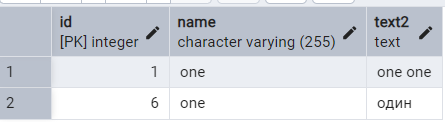 id name text2
[PK] integer character varying (255) text
1 1 one one one
2 6 one один